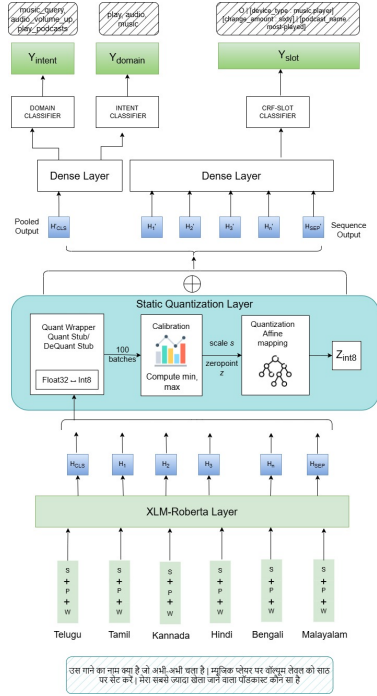 music_query,
audio_volume_up,
play_podcasts
play, audio,
music
O | [device_type : music player]
[change_amount : sixty] | [podcast_name :
most-played]
Yintent
Ydomain
Yslot
DOMAIN
CLASSIFIER
INTENT
CLASSIFIER
CRF-SLOT
CLASSIFIER
Dense Layer
Dense Layer
Pooled
Output
H'CLS
H1'
H2'
H3'
Hn'
HSEP'
Sequence
Output
Static Quantization Layer
Quant Wrapper
Quant Stub/
DeQuant Stub
Float32 ↔ Int8
100
batches
Calibration
Compute min,
max
scale s
zeropoint
z
Quantization
Affine
mapping
Zint8
HCLS
H1
H2
H3
Hn
HSEP
XLM-Roberta Layer
S + P + W
S + P + W
S + P + W
S + P + W
S + P + W
S + P + W
Telugu
Tamil
Kannada
Hindi
Bengali
Malayalam
उस गाने का नाम क्या है जो अभी-अभी चला है | म्यूजिक प्लेयर पर वॉल्यूम लेवल को साठ
पर सेट करें | मेरा सबसे ज्यादा खेला जाने वाला पॉडकास्ट कौन सा है